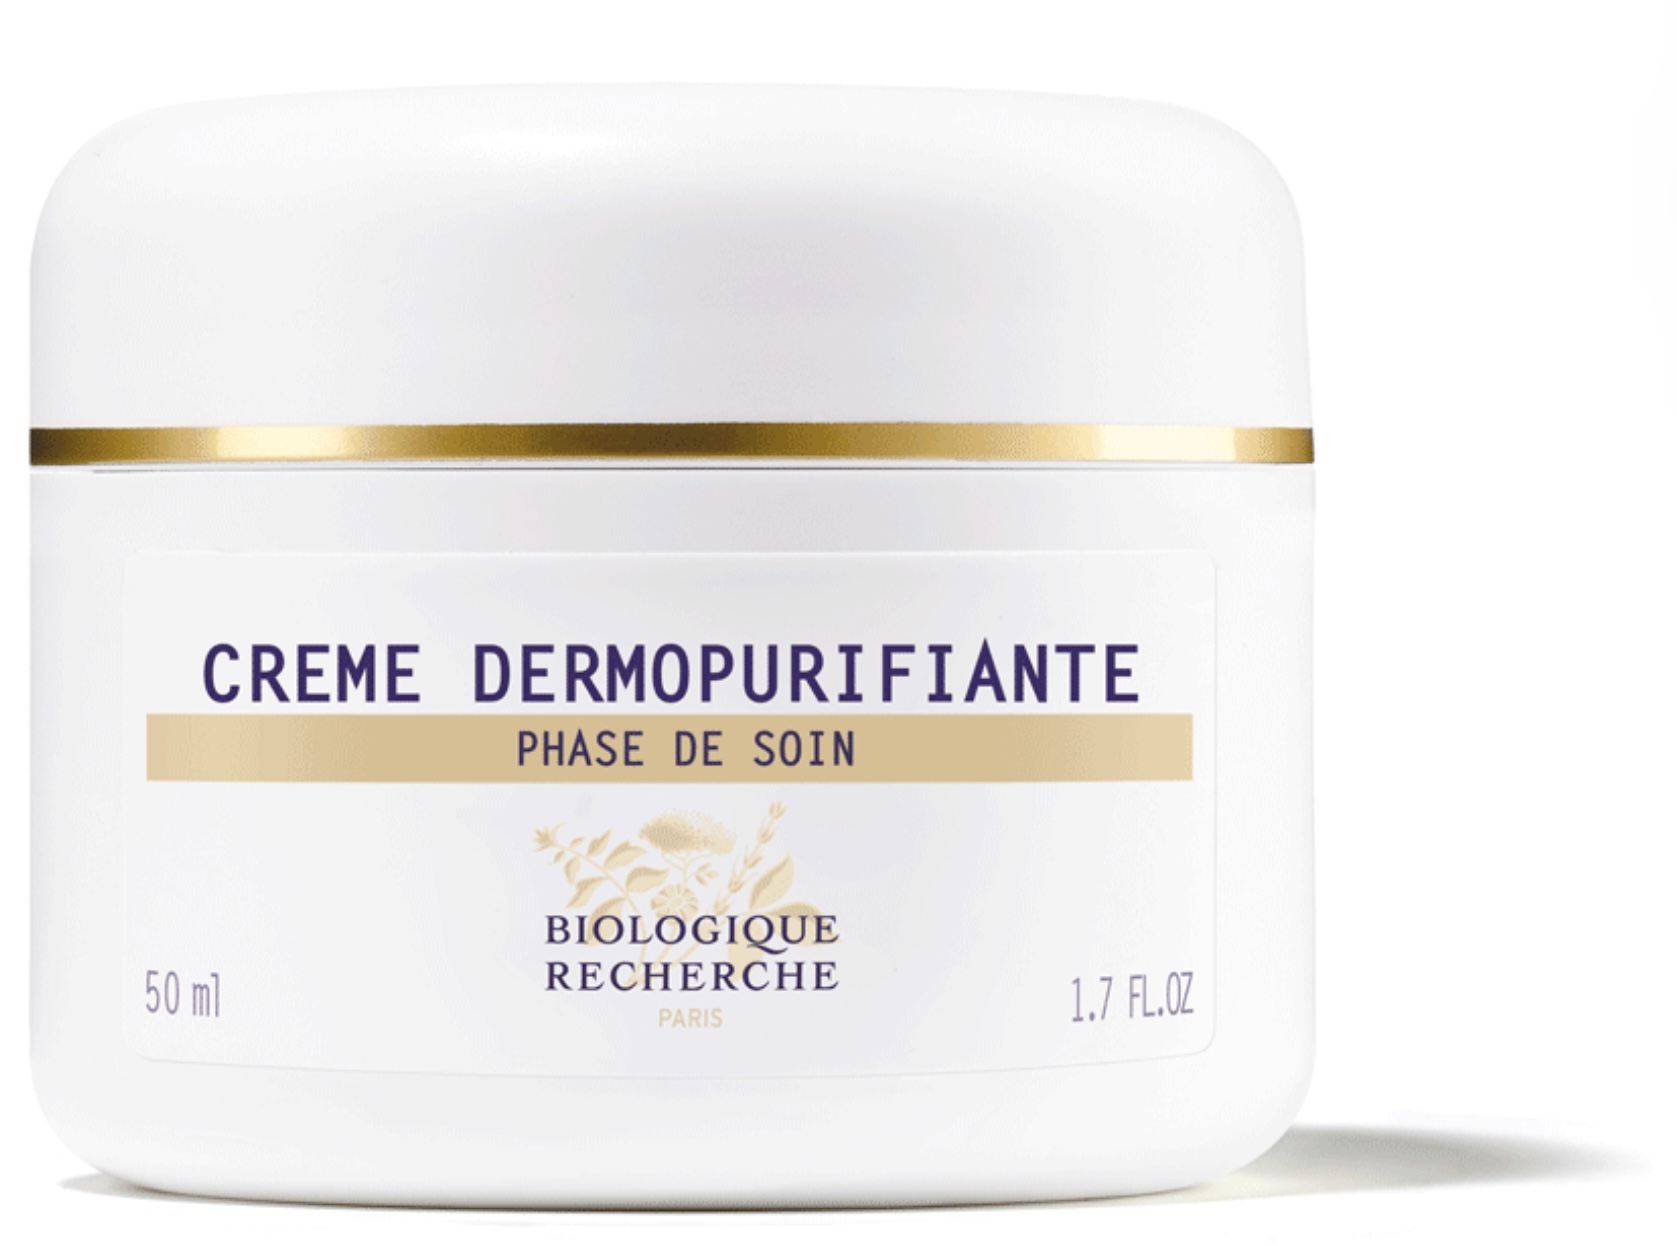 CREME DERMOPURIFIANTE
PHASE DE SOIN
BIOLOGIQUE
RECHERCHE
PARIS
50 ml
1.7 FL.OZ